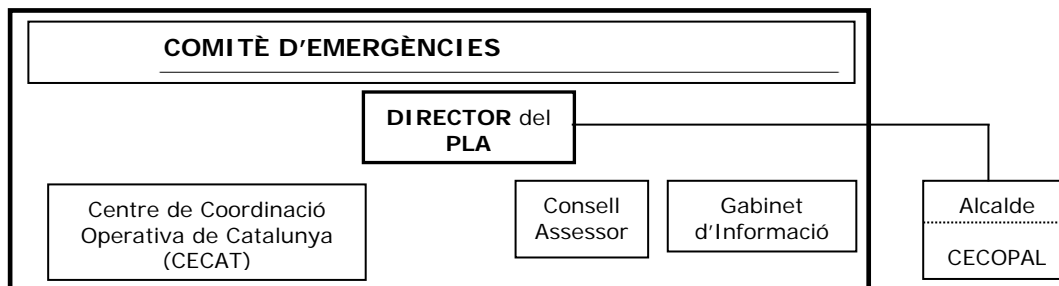 COMITÈ D'EMERGÈNCIES
DIRECTOR del
PLA
Centre de Coordinació
Operativa de Catalunya
(CECAT)
Consell
Assessor
Gabinet
d'Informació
Alcalde
CECOPAL